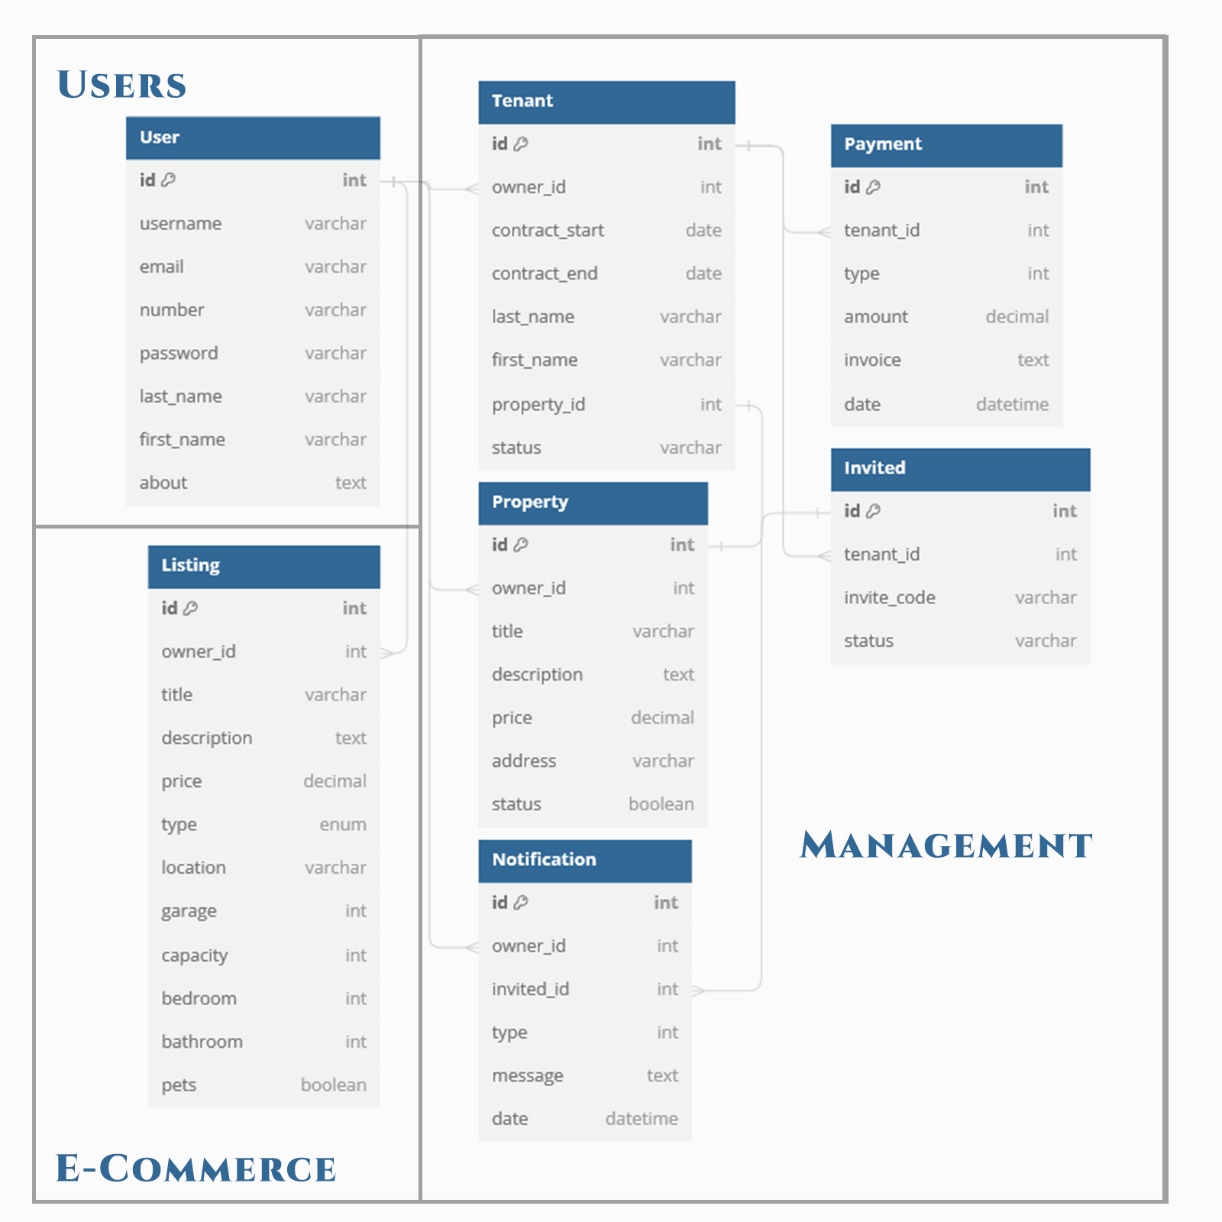 USERS
User
id int
username varchar
email varchar
number varchar
password varchar
last_name varchar
first_name varchar
about text
Listing
id int
owner_id int
title varchar
description text
price decimal
type enum
location varchar
garage int
capacity int
bedroom int
bathroom int
pets boolean
E-COMMERCE
Tenant
id int
owner_id int
contract_start date
contract_end date
last_name varchar
first_name varchar
property_id int
status varchar
Property
id int
owner_id int
title varchar
description text
price decimal
address varchar
status boolean
Notification
id int
owner_id int
invited_id int
type int
message text
date datetime
Payment
id int
tenant_id int
type int
amount decimal
invoice text
date datetime
Invited
id int
tenant_id int
invite_code varchar
status varchar
MANAGEMENT